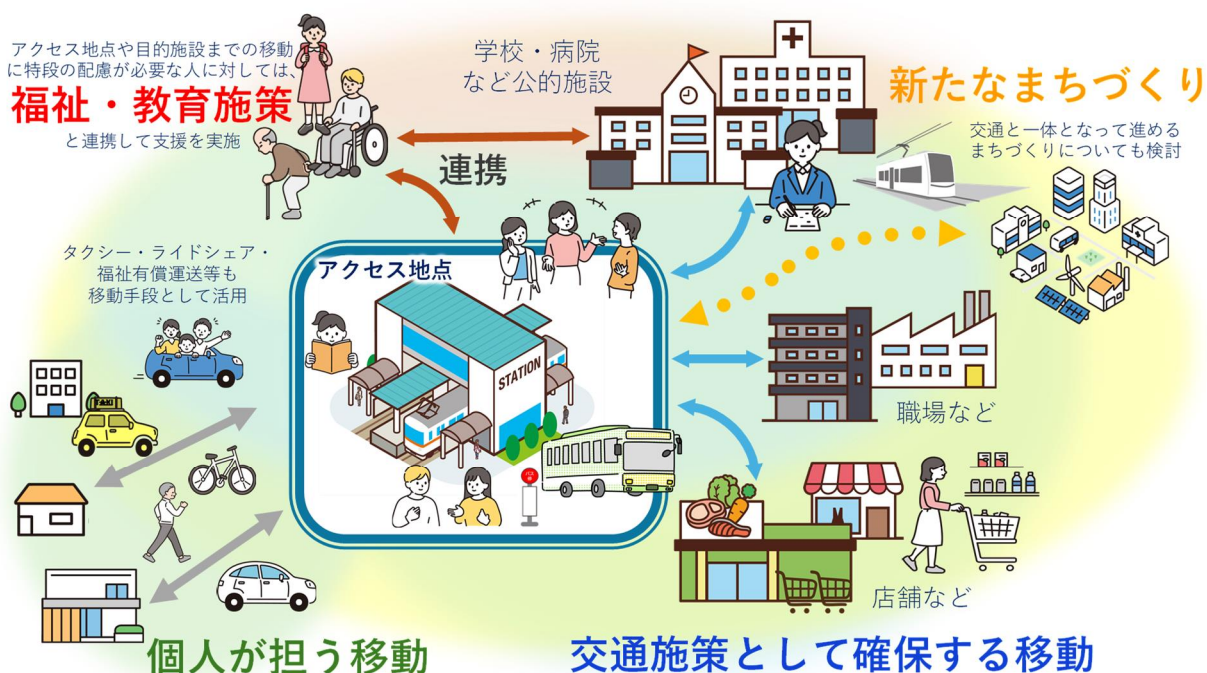 アクセス地点や目的施設までの移動
に特段の配慮が必要な人に対しては、
福祉・教育施策
と連携して支援を実施
学校・病院
など公的施設
新たなまちづくり
交通と一体となって進める
まちづくりについても検討
連携
タクシー・ライドシェア・
福祉有償運送等も
移動手段として活用
アクセス地点
STATION
TAXI
バス
職場など
店舗など
個人が担う移動
交通施策として確保する移動